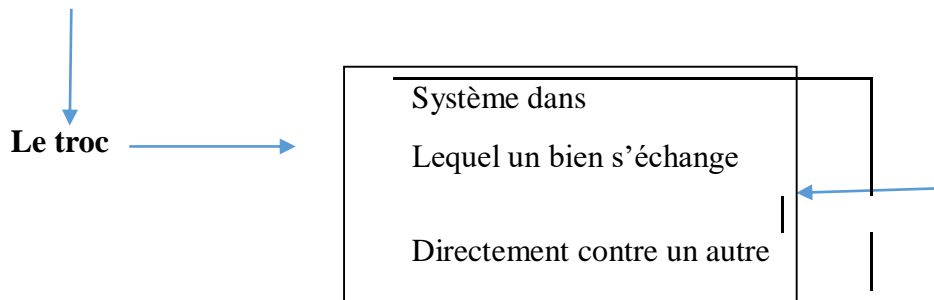 Système dans
Le troc
Lequel un bien s’échange
Directement contre un autre